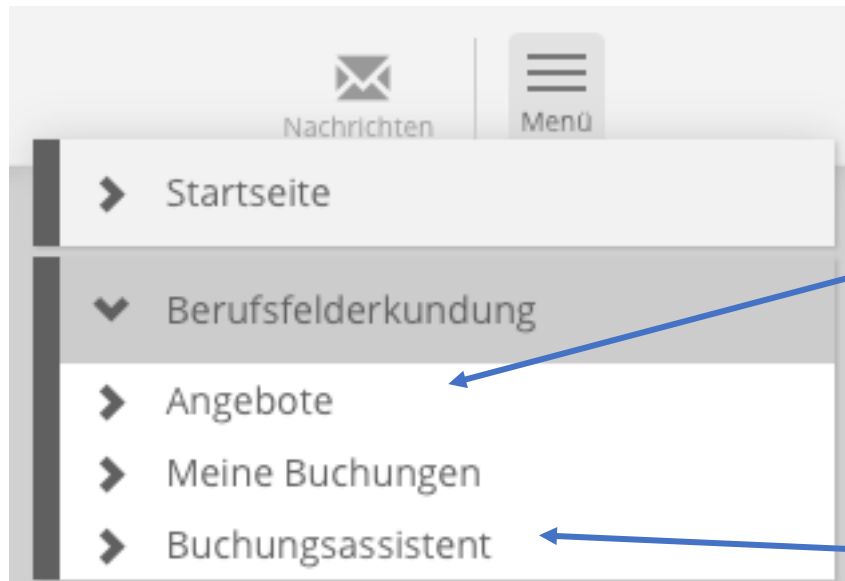 Nachrichten
Menü
Startseite
Berufsfelderkundung
Angebote
Meine Buchungen
Buchungsassistent